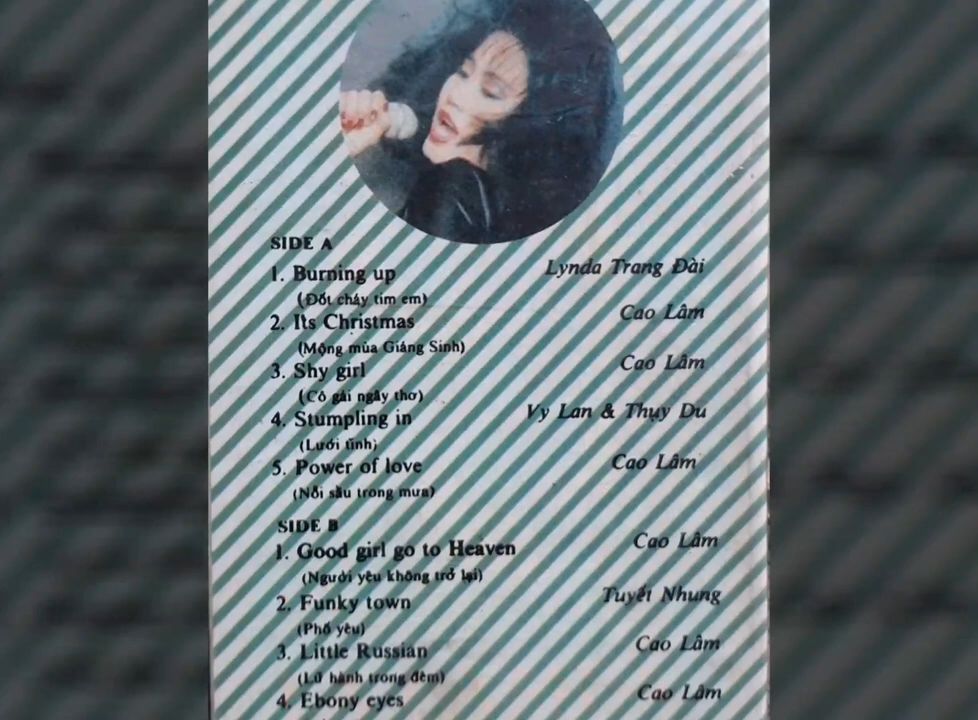 SIDE A
1. Burning up Lynda Trang Đài
(Đốt cháy tim em)
2. Its Christmas Cao Lâm
(Mộng mùa Giáng Sinh)
3. Shy girl Cao Lâm
(Cô gái ngây thơ)
4. Stumpling in Vy Lan & Thụy Du
(Lưới tình)
5. Power of love Cao Lâm
(Nỗi sầu trong mưa)
SIDE B
1. Good girl go to Heaven Cao Lâm
(Người yêu không trở lại)
2. Funky town Tuyết Nhung
(Phố yêu)
3. Little Russian Cao Lâm
(Lữ hành trong đêm)
4. Ebony eyes Cao Lâm